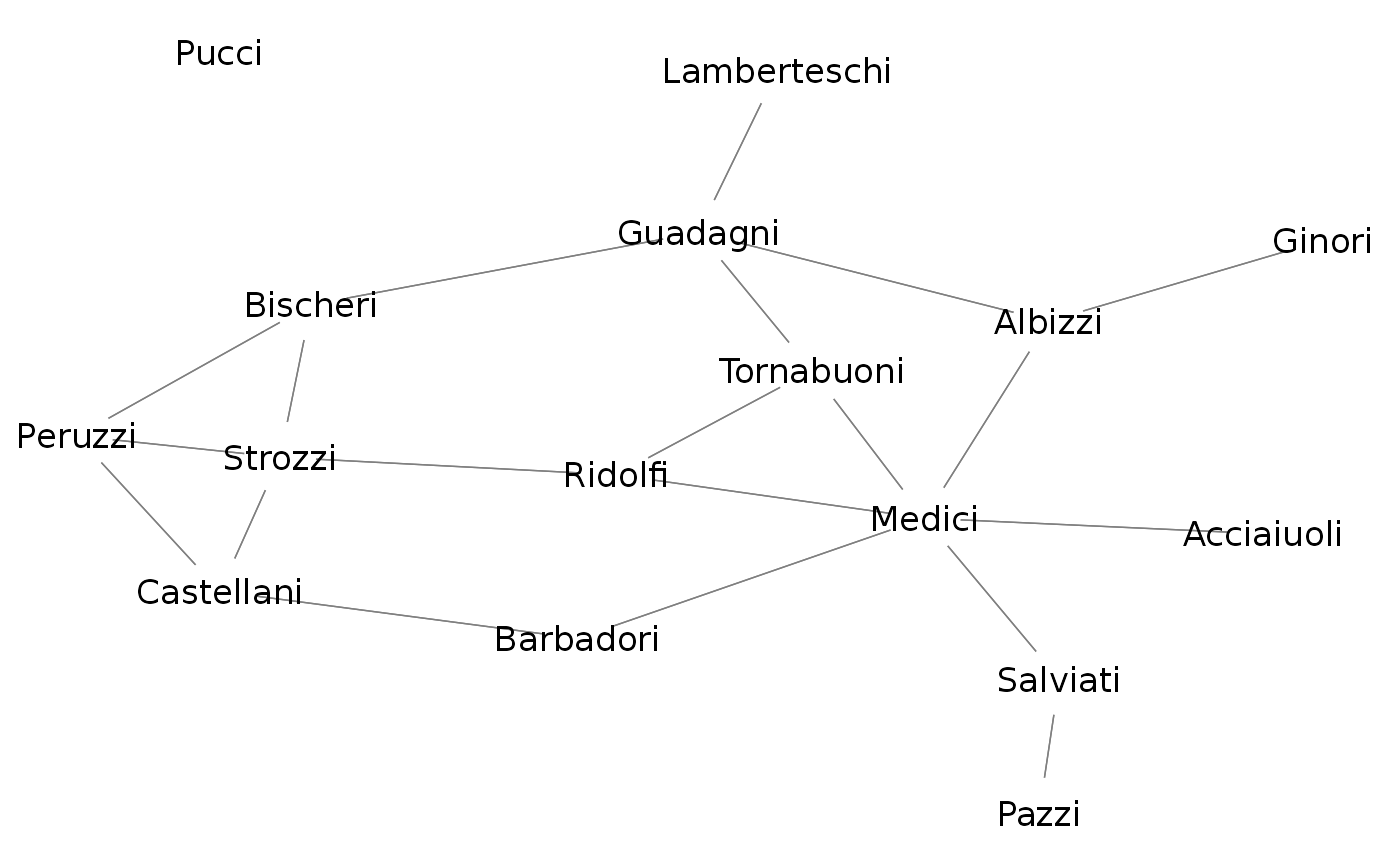 Pucci
Lamberteschi
Guadagni
Ginori
Bischeri
Albizzi
Tornabuoni
Peruzzi
Strozzi
Ridolfi
Medici
Acciaiuoli
Castellani
Barbadori
Salviati
Pazzi